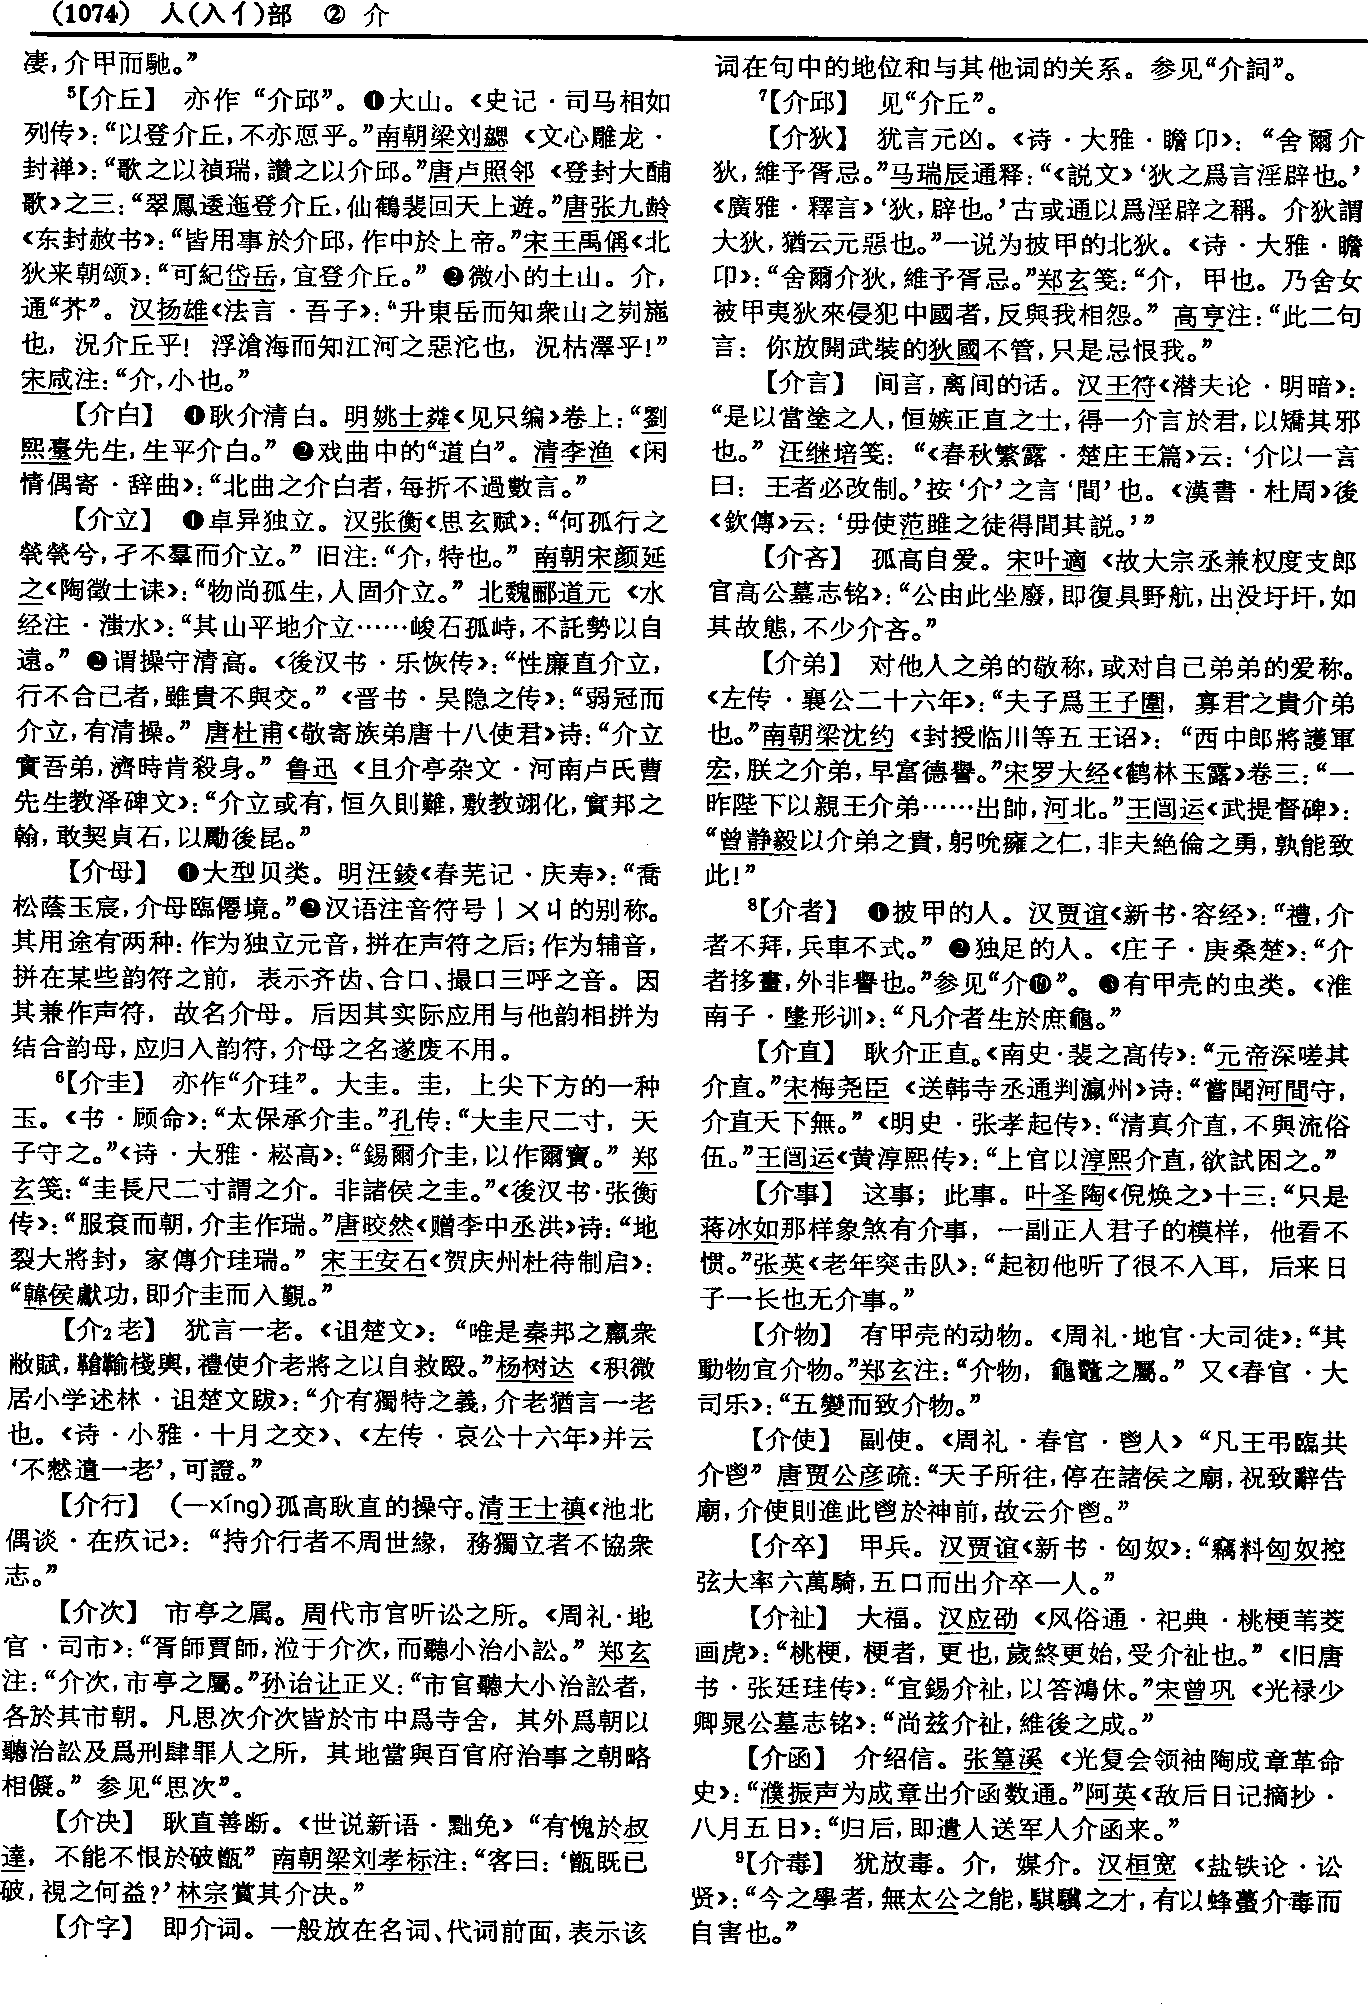 (1074) 人(入亻)部 ② 介
凄，介甲而馳。”
⁵【介丘】 亦作“介邱”。❶大山。《史记·司马相如
列传》：“以登介丘，不亦恧乎。”南朝梁刘勰《文心雕龙·
封禅》：“歌之以禎瑞，讚之以介邱。”唐卢照邻《登封大酺
歌》之三：“翠鳳逶迤登介丘，仙鶴裴回天上遊。”唐张九龄
《东封赦书》：“皆用事於介邱，作中於上帝。”宋王禹偁《北
狄来朝颂》：“可紀岱岳，宜登介丘。” ❷微小的土山。介，
通“芥”。汉扬雄《法言·吾子》：“升東岳而知衆山之峛崺
也，況介丘乎！浮滄海而知江河之惡沱也，況枯澤乎！”
宋咸注：“介，小也。”
【介白】 ❶耿介清白。明姚士粦《见只编》卷上：“劉
熙臺先生，生平介白。” ❷戏曲中的“道白”。清李渔《闲
情偶寄·辞曲》：“北曲之介白者，每折不過數言。”
【介立】 ❶卓异独立。汉张衡《思玄赋》：“何孤行之
煢煢兮，孑不羣而介立。” 旧注：“介，特也。” 南朝宋颜延
之《陶徵士诔》：“物尚孤生，人固介立。” 北魏郦道元《水
经注·滍水》：“其山平地介立……峻石孤峙，不託勢以自
遠。” ❷谓操守清高。《後汉书·乐恢传》：“性廉直介立，
行不合己者，雖貴不與交。”《晋书·吴隐之传》：“弱冠而
介立，有清操。” 唐杜甫《敬寄族弟唐十八使君》诗：“介立
實吾弟，濟時肯殺身。” 鲁迅《且介亭杂文·河南卢氏曹
先生教泽碑文》：“介立或有，恒久則難，敷教翊化，實邦之
翰，敢契貞石，以勵後昆。”
【介母】 ❶大型贝类。明汪錂《春芜记·庆寿》：“喬
松蔭玉宸，介母臨僊境。”❷汉语注音符号丨ㄨㄩ的别称。
其用途有两种：作为独立元音，拼在声符之后；作为辅音，
拼在某些韵符之前，表示齐齿、合口、撮口三呼之音。因
其兼作声符，故名介母。后因其实际应用与他韵相拼为
结合韵母，应归入韵符，介母之名遂废不用。
⁶【介圭】 亦作“介珪”。大圭。圭，上尖下方的一种
玉。《书·顾命》：“太保承介圭。”孔传：“大圭尺二寸，天
子守之。”《诗·大雅·崧高》：“錫爾介圭，以作爾寶。” 郑
玄笺：“圭長尺二寸謂之介。非諸侯之圭。”《後汉书·张衡
传》：“服袞而朝，介圭作瑞。”唐皎然《赠李中丞洪》诗：“地
裂大將封，家傳介珪瑞。” 宋王安石《贺庆州杜待制启》：
“韓侯獻功，即介圭而入覲。”
【介₂老】 犹言一老。《诅楚文》：“唯是秦邦之羸衆
敝賦，鞈鞃棧輿，禮使介老將之以自救殹。”杨树达《积微
居小学述林·诅楚文跋》：“介有獨特之義，介老猶言一老
也。《诗·小雅·十月之交》、《左传·哀公十六年》并云
‘不憖遺一老’，可證。”
【介行】 （—xíng)孤高耿直的操守。清王士禛《池北
偶谈·在疚记》：“持介行者不周世緣，務獨立者不協衆
志。”
【介次】 市亭之属。周代市官听讼之所。《周礼·地
官·司市》：“胥師賈師，涖于介次，而聽小治小訟。” 郑玄
注：“介次，市亭之屬。”孙诒让正义：“市官聽大小治訟者，
各於其市朝。凡思次介次皆於市中爲寺舍，其外爲朝以
聽治訟及爲刑肆罪人之所，其地當與百官府治事之朝略
相儗。” 参见“思次”。
【介决】 耿直善断。《世说新语·黜免》“有愧於叔
達，不能不恨於破甑” 南朝梁刘孝标注：“客曰：‘甑既已
破，視之何益？’林宗賞其介决。”
【介字】 即介词。一般放在名词、代词前面，表示该
词在句中的地位和与其他词的关系。参见“介詞”。
⁷【介邱】 见“介丘”。
【介狄】 犹言元凶。《诗·大雅·瞻卬》：“舍爾介
狄，維予胥忌。”马瑞辰通释：“《説文》‘狄之爲言淫辟也。’
《廣雅·釋言》‘狄，辟也。’古或通以爲淫辟之稱。介狄謂
大狄，猶云元惡也。”一说为披甲的北狄。《诗·大雅·瞻
卬》：“舍爾介狄，維予胥忌。”郑玄笺：“介，甲也。乃舍女
被甲夷狄來侵犯中國者，反與我相怨。” 高亨注：“此二句
言：你放開武裝的狄國不管，只是忌恨我。”
【介言】 间言，离间的话。汉王符《潜夫论·明暗》：
“是以當塗之人，恒嫉正直之士，得一介言於君，以矯其邪
也。” 汪继培笺：“《春秋繁露·楚庄王篇》云：‘介以一言
曰：王者必改制。’按‘介’之言‘間’也。《漢書·杜周》後
《欽傳》云：‘毋使范雎之徒得間其説。’”
【介吝】 孤高自爱。宋叶適《故大宗丞兼权度支郎
官高公墓志铭》：“公由此坐廢，即復具野航，出没圩圩，如
其故態，不少介吝。”
【介弟】 对他人之弟的敬称，或对自己弟弟的爱称。
《左传·襄公二十六年》：“夫子爲王子圍，寡君之貴介弟
也。”南朝梁沈约《封授临川等五王诏》：“西中郎將護軍
宏，朕之介弟，早富德譽。”宋罗大经《鹤林玉露》卷三：“一
昨陛下以親王介弟……出帥，河北。”王闿运《武提督碑》：
“曾静毅以介弟之貴，躬吮癰之仁，非夫絶倫之勇，孰能致
此！”
⁸【介者】 ❶披甲的人。汉贾谊《新书·容经》：“禮，介
者不拜，兵車不式。” ❷独足的人。《庄子·庚桑楚》：“介
者拸畫，外非譽也。”参见“介❿”。 ❸有甲壳的虫类。《淮
南子·墬形训》：“凡介者生於庶龜。”
【介直】 耿介正直。《南史·裴之高传》：“元帝深嗟其
介直。”宋梅尧臣《送韩寺丞通判瀛州》诗：“嘗聞河間守，
介直天下無。”《明史·张孝起传》：“清真介直，不與流俗
伍。”王闿运《黄淳熙传》：“上官以淳熙介直，欲試困之。”
【介事】 这事；此事。叶圣陶《倪焕之》十三：“只是
蒋冰如那样象煞有介事，一副正人君子的模样，他看不
惯。”张英《老年突击队》：“起初他听了很不入耳，后来日
子一长也无介事。”
【介物】 有甲壳的动物。《周礼·地官·大司徒》：“其
動物宜介物。”郑玄注：“介物，龜鼈之屬。” 又《春官·大
司乐》：“五變而致介物。”
【介使】 副使。《周礼·春官·鬯人》“凡王弔臨共
介鬯” 唐贾公彦疏：“天子所往，停在諸侯之廟，祝致辭告
廟，介使則進此鬯於神前，故云介鬯。”
【介卒】 甲兵。汉贾谊《新书·匈奴》：“竊料匈奴控
弦大率六萬騎，五口而出介卒一人。”
【介祉】 大福。汉应劭《风俗通·祀典·桃梗苇茭
画虎》：“桃梗，梗者，更也，歲終更始，受介祉也。”《旧唐
书·张廷珪传》：“宜錫介祉，以答鴻休。”宋曾巩《光禄少
卿晁公墓志铭》：“尚兹介祉，維後之成。”
【介函】 介绍信。张篁溪《光复会领袖陶成章革命
史》：“濮振声为成章出介函数通。”阿英《敌后日记摘抄·
八月五日》：“归后，即遣人送军人介函来。”
⁹【介毒】 犹放毒。介，媒介。汉桓宽《盐铁论·讼
贤》：“今之學者，無太公之能，騏驥之才，有以蜂蠆介毒而
自害也。”